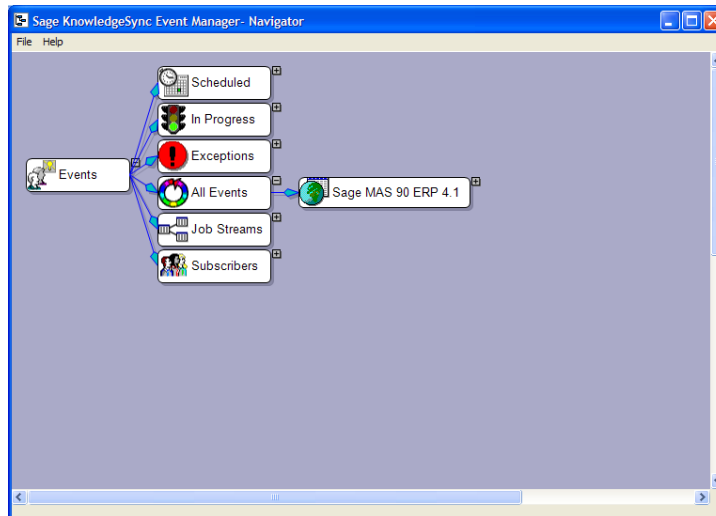 Sage KnowledgeSync Event Manager- Navigator
File Help
Scheduled
In Progress
Exceptions
Events
All Events
Sage MAS 90 ERP 4.1
Job Streams
Subscribers